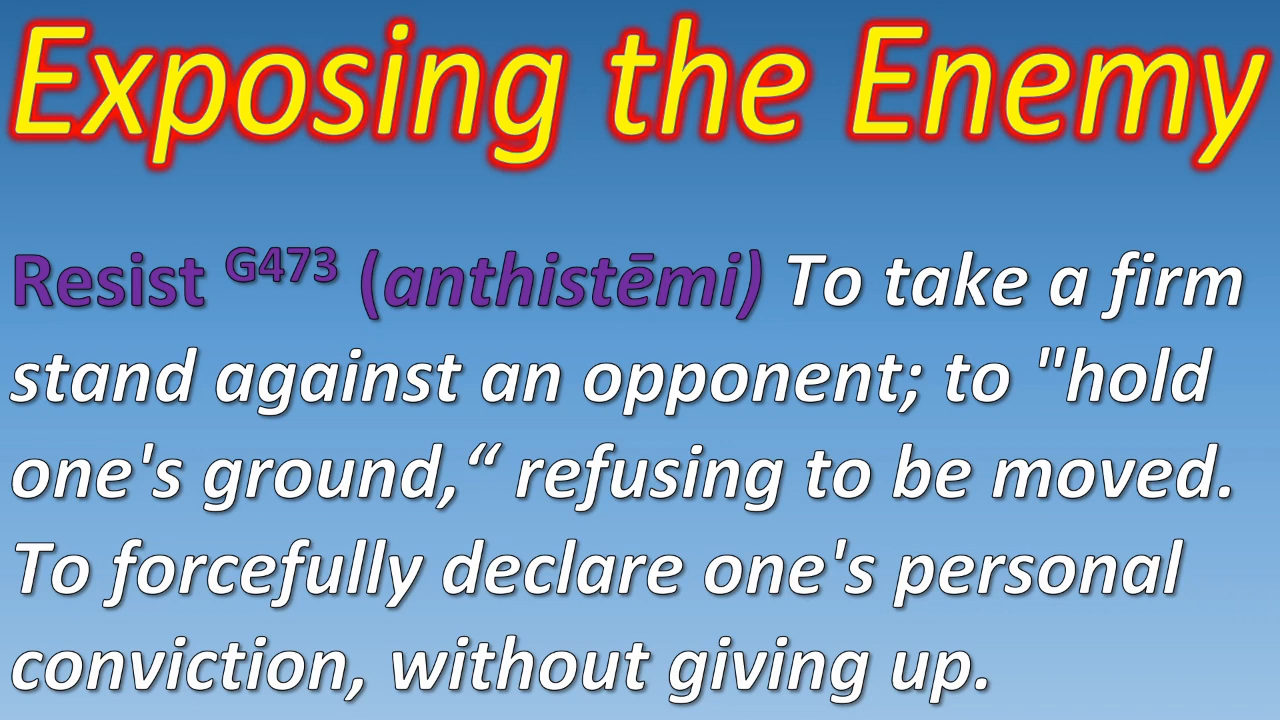 Exposing the Enemy
Resist G473 (anthistēmi) To take a firm
stand against an opponent; to "hold
one's ground,“ refusing to be moved.
To forcefully declare one's personal
conviction, without giving up.